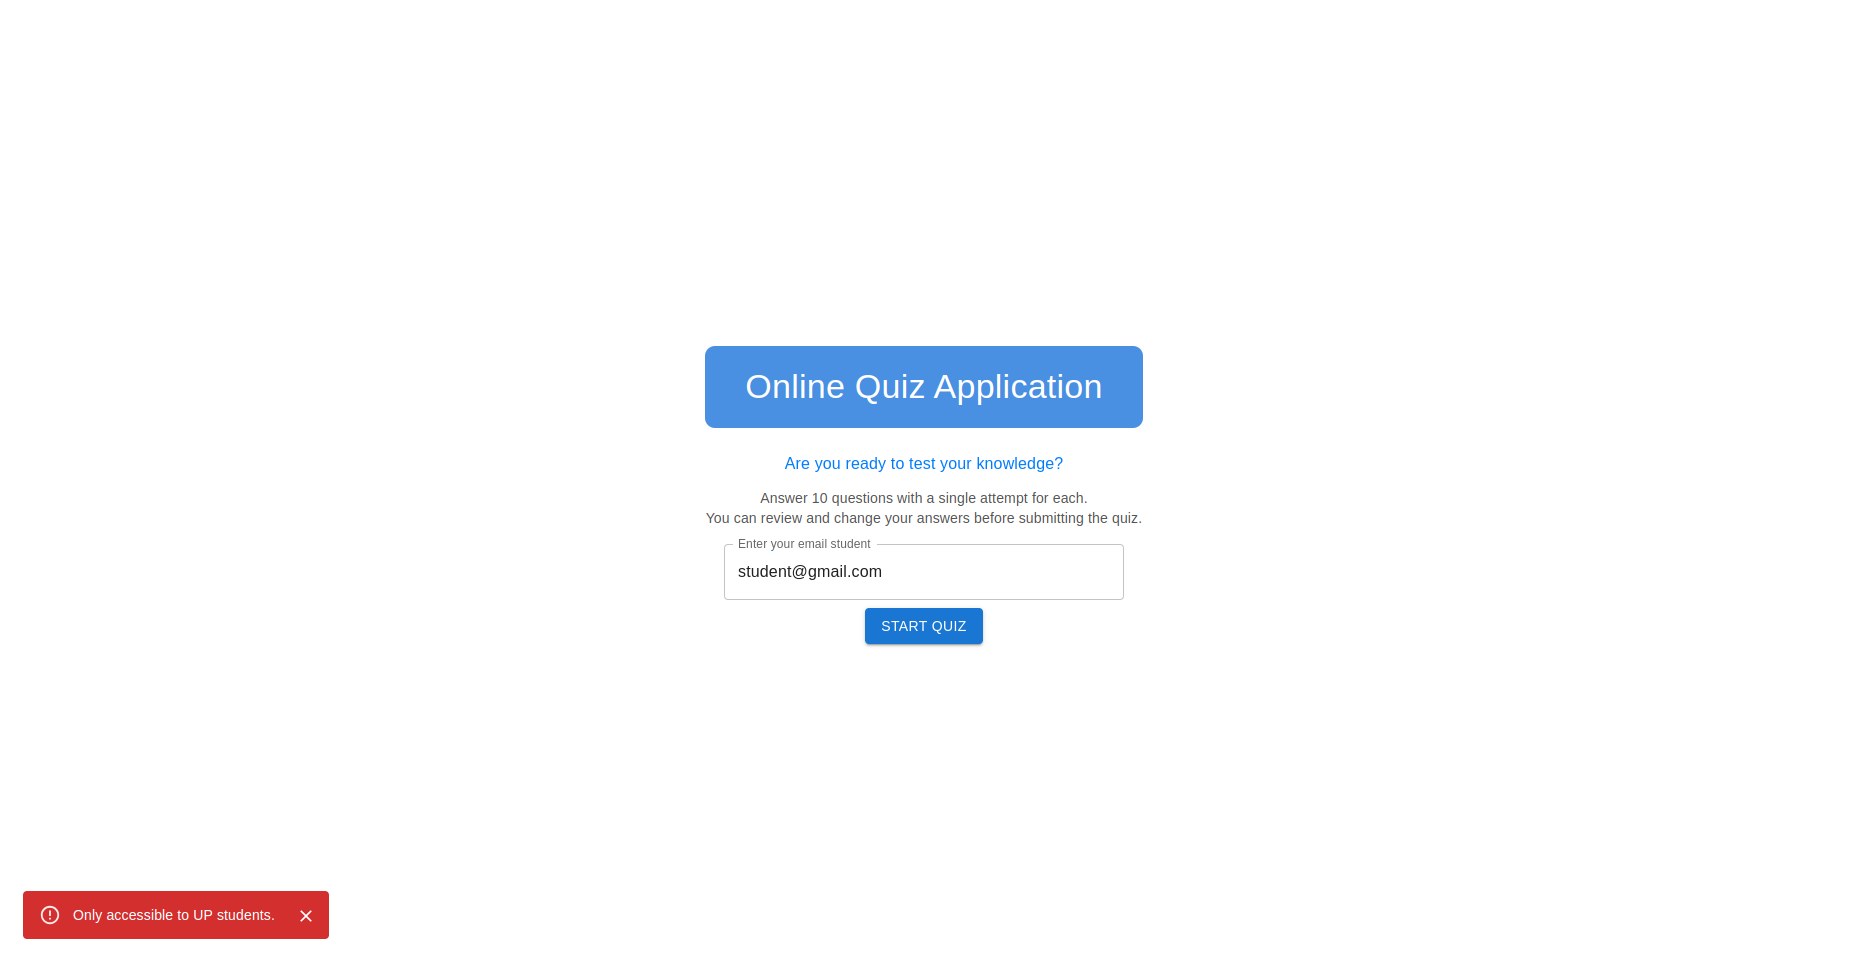 Online Quiz Application
Are you ready to test your knowledge?
Answer 10 questions with a single attempt for each.
You can review and change your answers before submitting the quiz.
Enter your email student
student@gmail.com
START QUIZ
Only accessible to UP students.